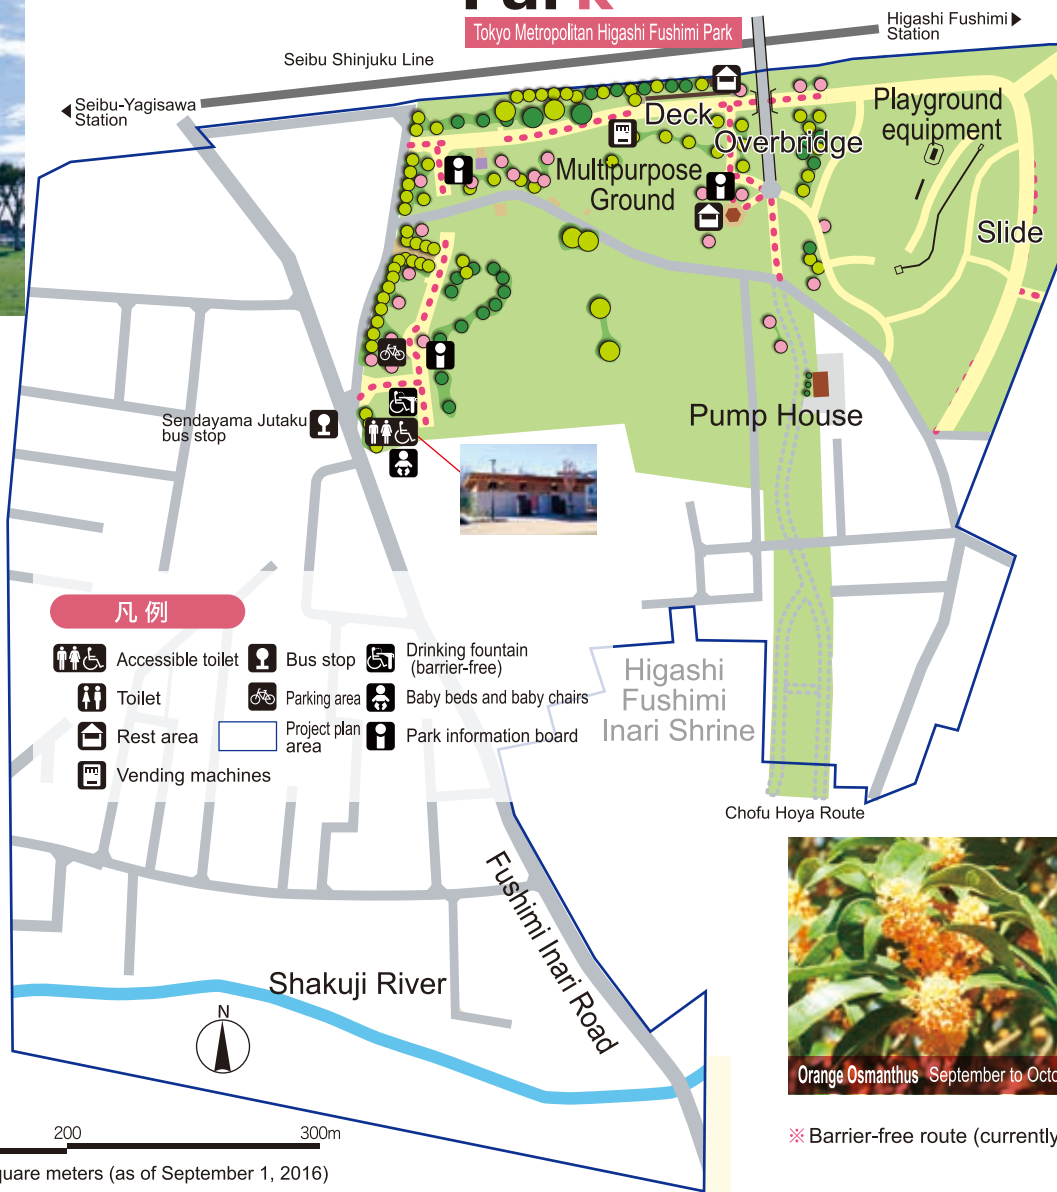 Park
Tokyo Metropolitan Higashi Fushimi Park
Higashi Fushimi
Station
Seibu Shinjuku Line
Seibu-Yagisawa
Station
Deck
Playground
equipment
Overbridge
Multipurpose
Ground
Slide
Sendayama Jutaku
bus stop
Pump House
凡例
Accessible toilet
Bus stop
Drinking fountain
(barrier-free)
Toilet
Parking area
Baby beds and baby chairs
Rest area
Project plan
area
Park information board
Vending machines
Higashi
Fushimi
Inari Shrine
Chofu Hoya Route
Fushimi Inari Road
Shakuji River
N
Orange Osmanthus September to Octo
200 300m
※ Barrier-free route (currently
quare meters (as of September 1, 2016)